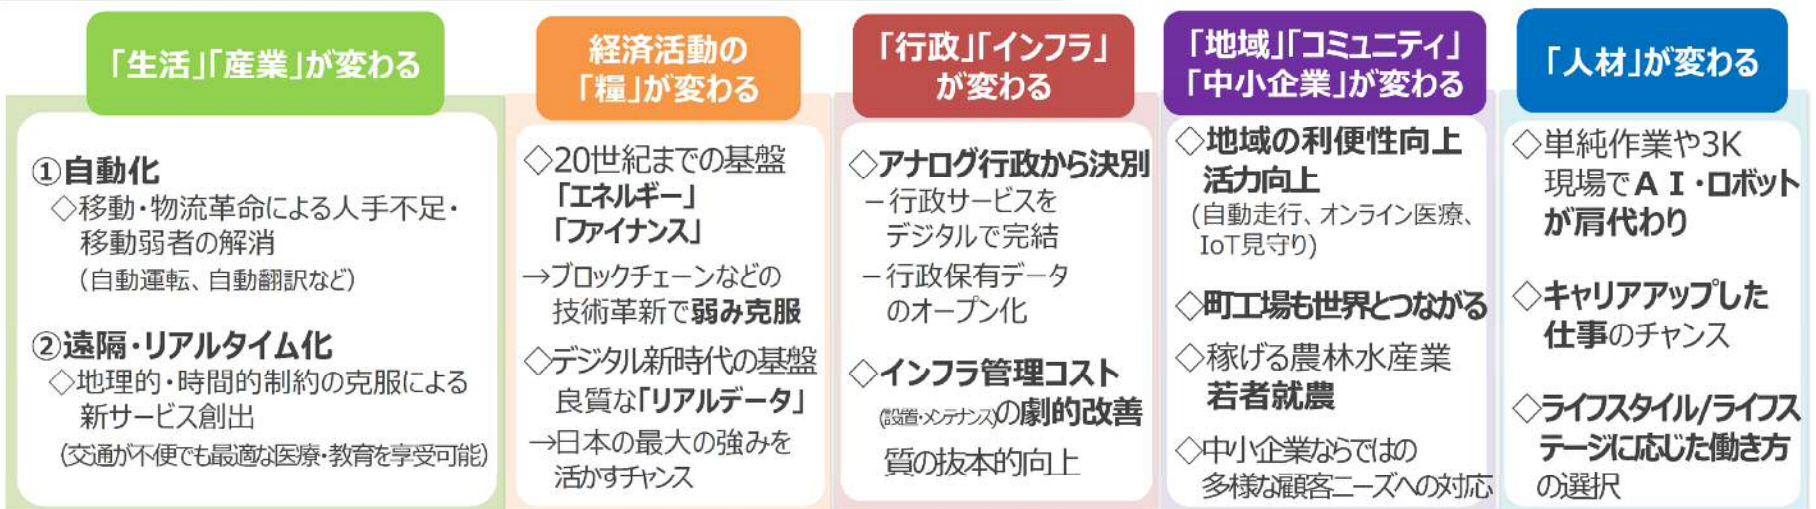 「生活」「産業」が変わる
①自動化
◇移動・物流革命による人手不足・
移動弱者の解消
(自動運転、自動翻訳など)
②遠隔・リアルタイム化
◇地理的・時間的制約の克服による
新サービス創出
(交通が不便でも最適な医療・教育を享受可能)
経済活動の
「糧」が変わる
◇20世紀までの基盤
「エネルギー」
「ファイナンス」
→ブロックチェーンなどの
技術革新で弱み克服
◇デジタル新時代の基盤
良質な「リアルデータ」
→日本の最大の強みを
活かすチャンス
「行政」「インフラ」
が変わる
◇アナログ行政から決別
－行政サービスを
デジタルで完結
－行政保有データ
のオープン化
◇インフラ管理コスト
(設置・メンテナンス)の劇的改善
質の抜本的向上
「地域」「コミュニティ」
「中小企業」が変わる
◇地域の利便性向上
活力向上
(自動走行、オンライン医療、
IoT見守り)
◇町工場も世界とつながる
◇稼げる農林水産業
若者就農
◇中小企業ならではの
多様な顧客ニーズへの対応
「人材」が変わる
◇単純作業や3K
現場でＡＩ・ロボット
が肩代わり
◇キャリアアップした
仕事のチャンス
◇ライフスタイル/ライフス
テージに応じた働き方
の選択